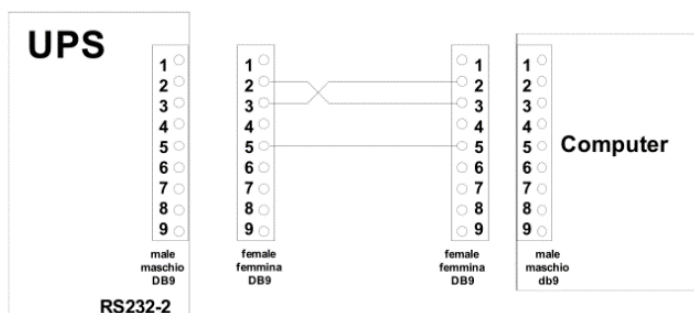 UPS
1 1 1 1
2 2 2 2
3 3 3 3
4 4 4 4
5 5 5 5
Computer
6 6 6 6
7 7 7 7
8 8 8 8
9 9 9 9
male
maschio
DB9
female
femmina
DB9
female
femmina
DB9
male
maschio
db9
RS232-2